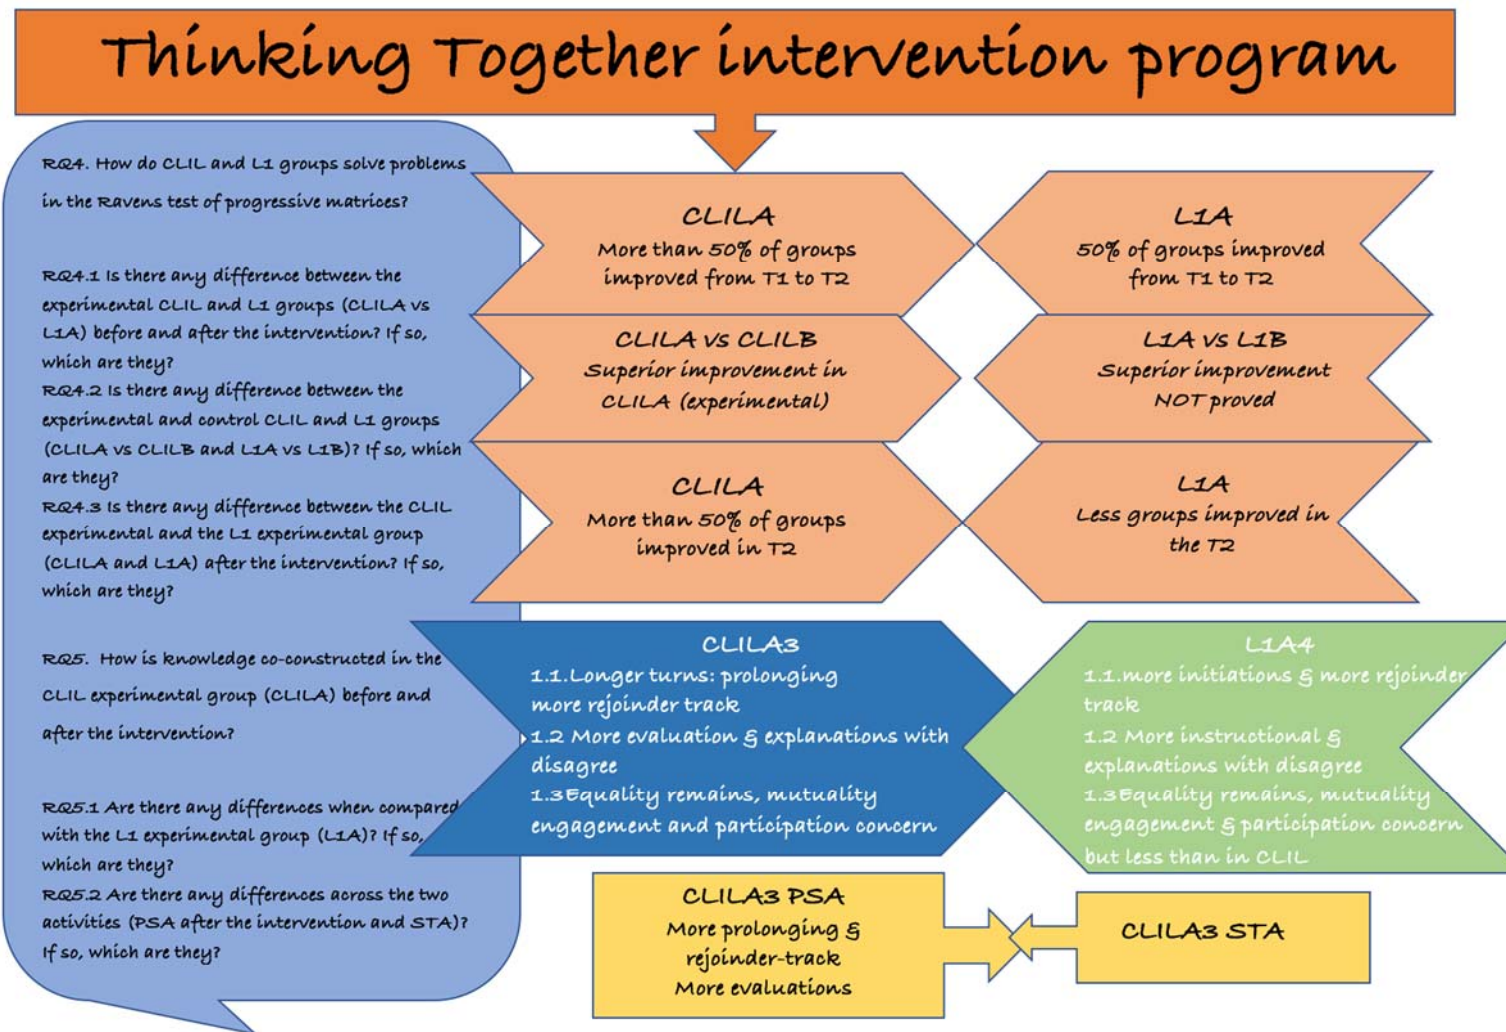 Thinking Together intervention program
RQ4. How do CLIL and L1 groups solve problems
in the Ravens test of progressive matrices?
RQ4.1 Is there any difference between the
experimental CLIL and L1 groups (CLILA vs
L1A) before and after the intervention? If so,
which are they?
RQ4.2 Is there any difference between the
experimental and control CLIL and L1 groups
(CLILA vs CLILB and L1A vs L1B)? If so, which
are they?
RQ4.3 Is there any difference between the CLIL
experimental and the L1 experimental group
(CLILA and L1A) after the intervention? If so,
which are they?
RQ5. How is knowledge co-constructed in the
CLIL experimental group (CLILA) before and
after the intervention?
RQ5.1 Are there any differences when compared
with the L1 experimental group (L1A)? If so,
which are they?
RQ5.2 Are there any differences across the two
activities (PSA after the intervention and STA)?
If so, which are they?
CLILA
More than 50% of groups
improved from T1 to T2
L1A
50% of groups improved
from T1 to T2
CLILA vs CLILB
Superior improvement in
CLILA (experimental)
L1A vs L1B
Superior improvement
NOT proved
CLILA
More than 50% of groups
improved in T2
L1A
Less groups improved in
the T2
CLILA3
1.1.Longer turns: prolonging
more rejoinder track
1.2 More evaluation & explanations with
disagree
1.3Equality remains, mutuality
engagement and participation concern
L1A4
1.1.more initiations & more rejoinder
track
1.2 More instructional &
explanations with disagree
1.3Equality remains, mutuality
engagement & participation concern
but less than in CLIL
CLILA3 PSA
More prolonging &
rejoinder-track
More evaluations
CLILA3 STA